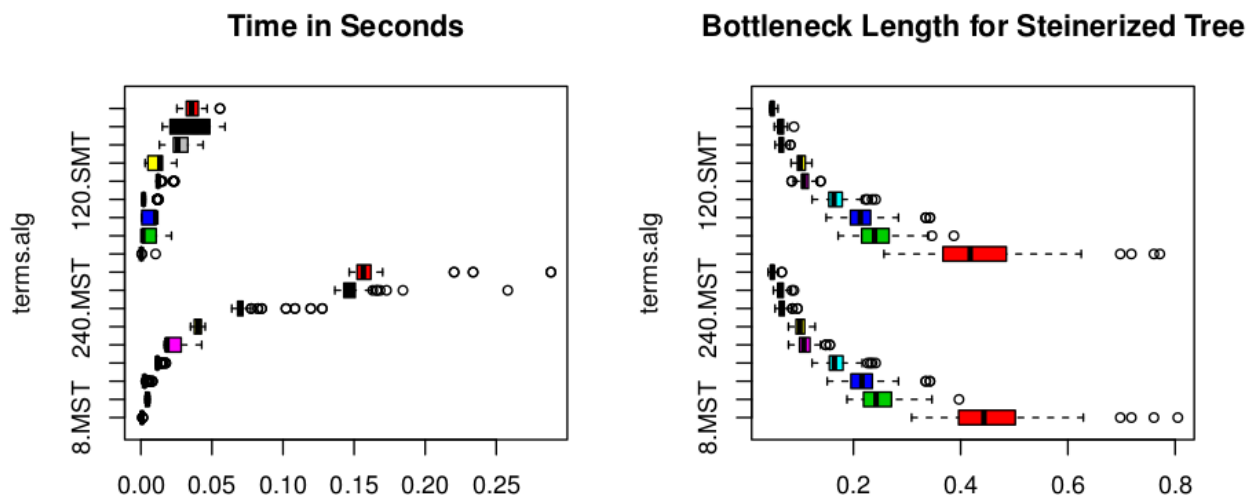 Time in Seconds
terms.alg
120.SMT
240.MST
8.MST
0.00 0.05 0.10 0.15 0.20 0.25
Bottleneck Length for Steinerized Tree
terms.alg
120.SMT
240.MST
8.MST
0.2 0.4 0.6 0.8